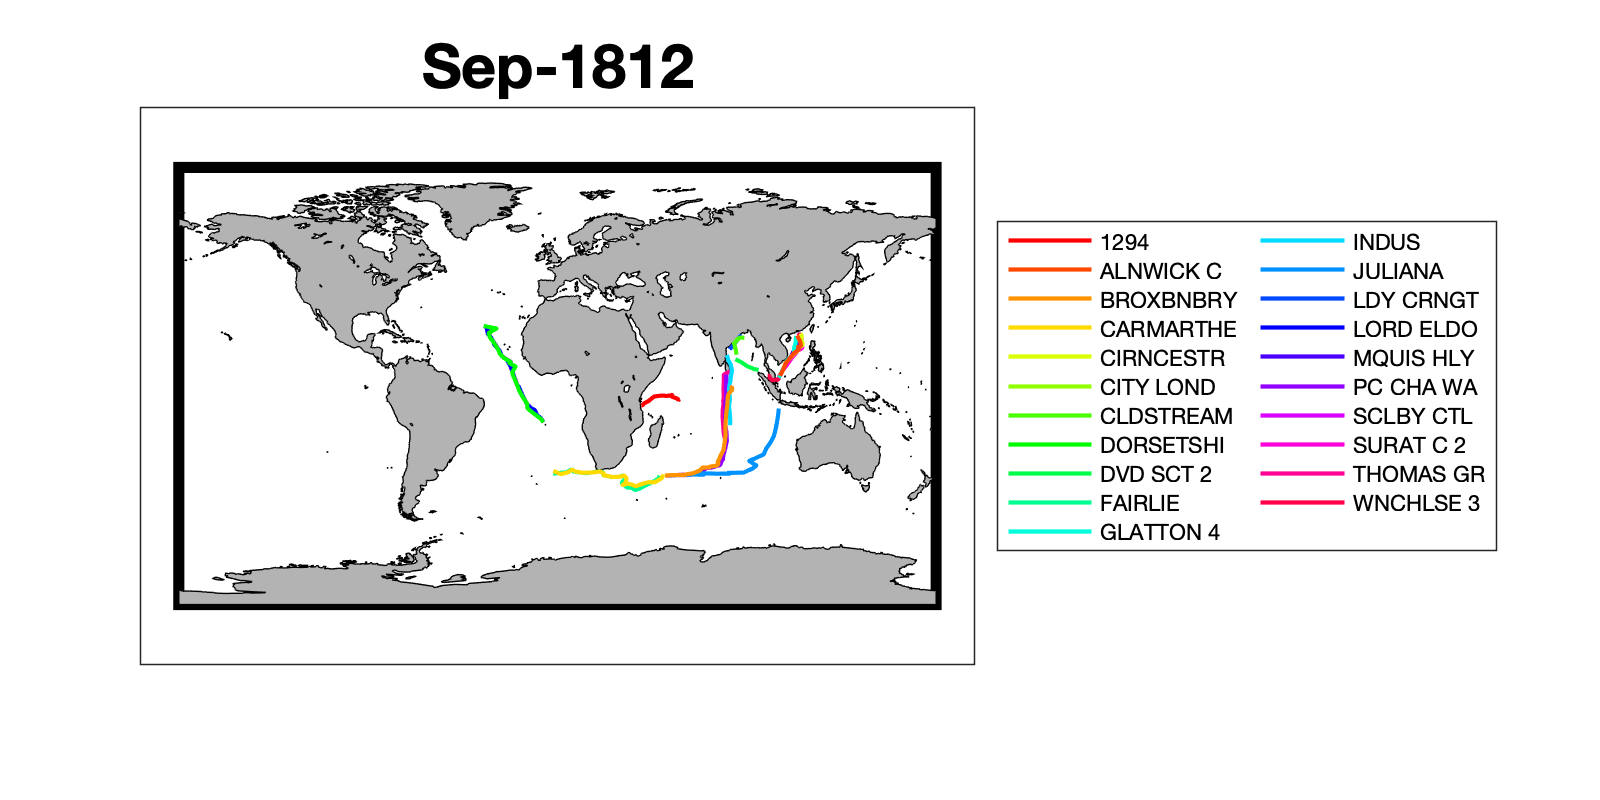 Sep-1812
1294
ALNWICK C
BROXBNBRY
CARMARTHE
CIRNCESTR
CITY LOND
CLDSTREAM
DORSETSHI
DVD SCT 2
FAIRLIE
GLATTON 4
INDUS
JULIANA
LDY CRNGT
LORD ELDO
MQUIS HLY
PC CHA WA
SCLBY CTL
SURAT C 2
THOMAS GR
WNCHLSE 3